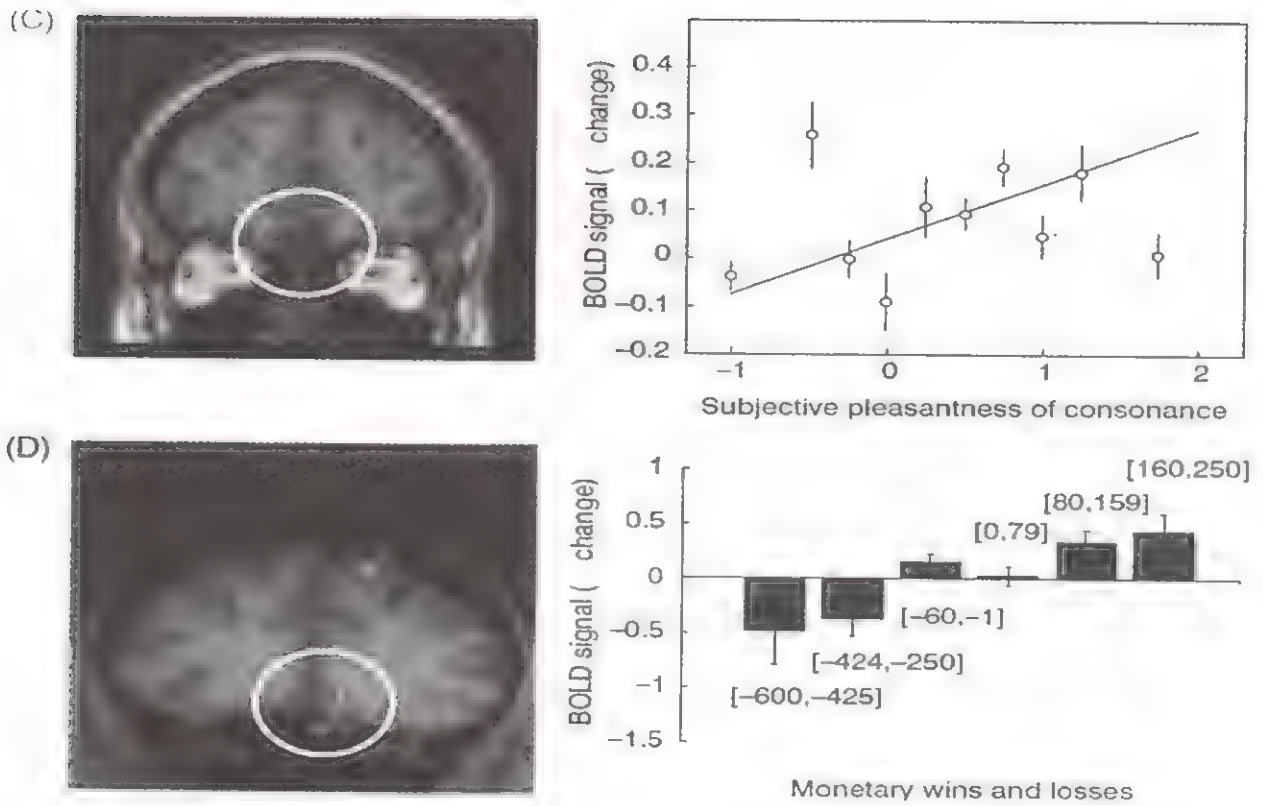 (C)
BOLD signal ( change)
0.4
0.3
0.2
0.1
0
−0.1
−0.2
−1 0 1 2
Subjective pleasantness of consonance
(D)
BOLD signal ( change)
1
0.5
0
−0.5
−1
−1.5
[160,250]
[80,159]
[0,79]
[−60,−1]
[−424,−250]
[−600,−425]
Monetary wins and losses